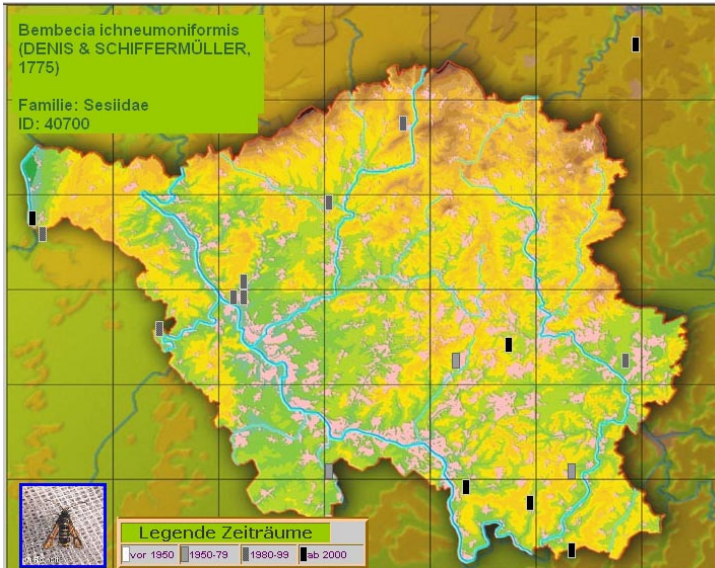 Bembecia ichneumoniformis
(DENIS & SCHIFFERMÜLLER,
1775)
Familie: Sesiidae
ID: 40700
Legende Zeiträume
vor 1950 1950-79 1980-99 ab 2000